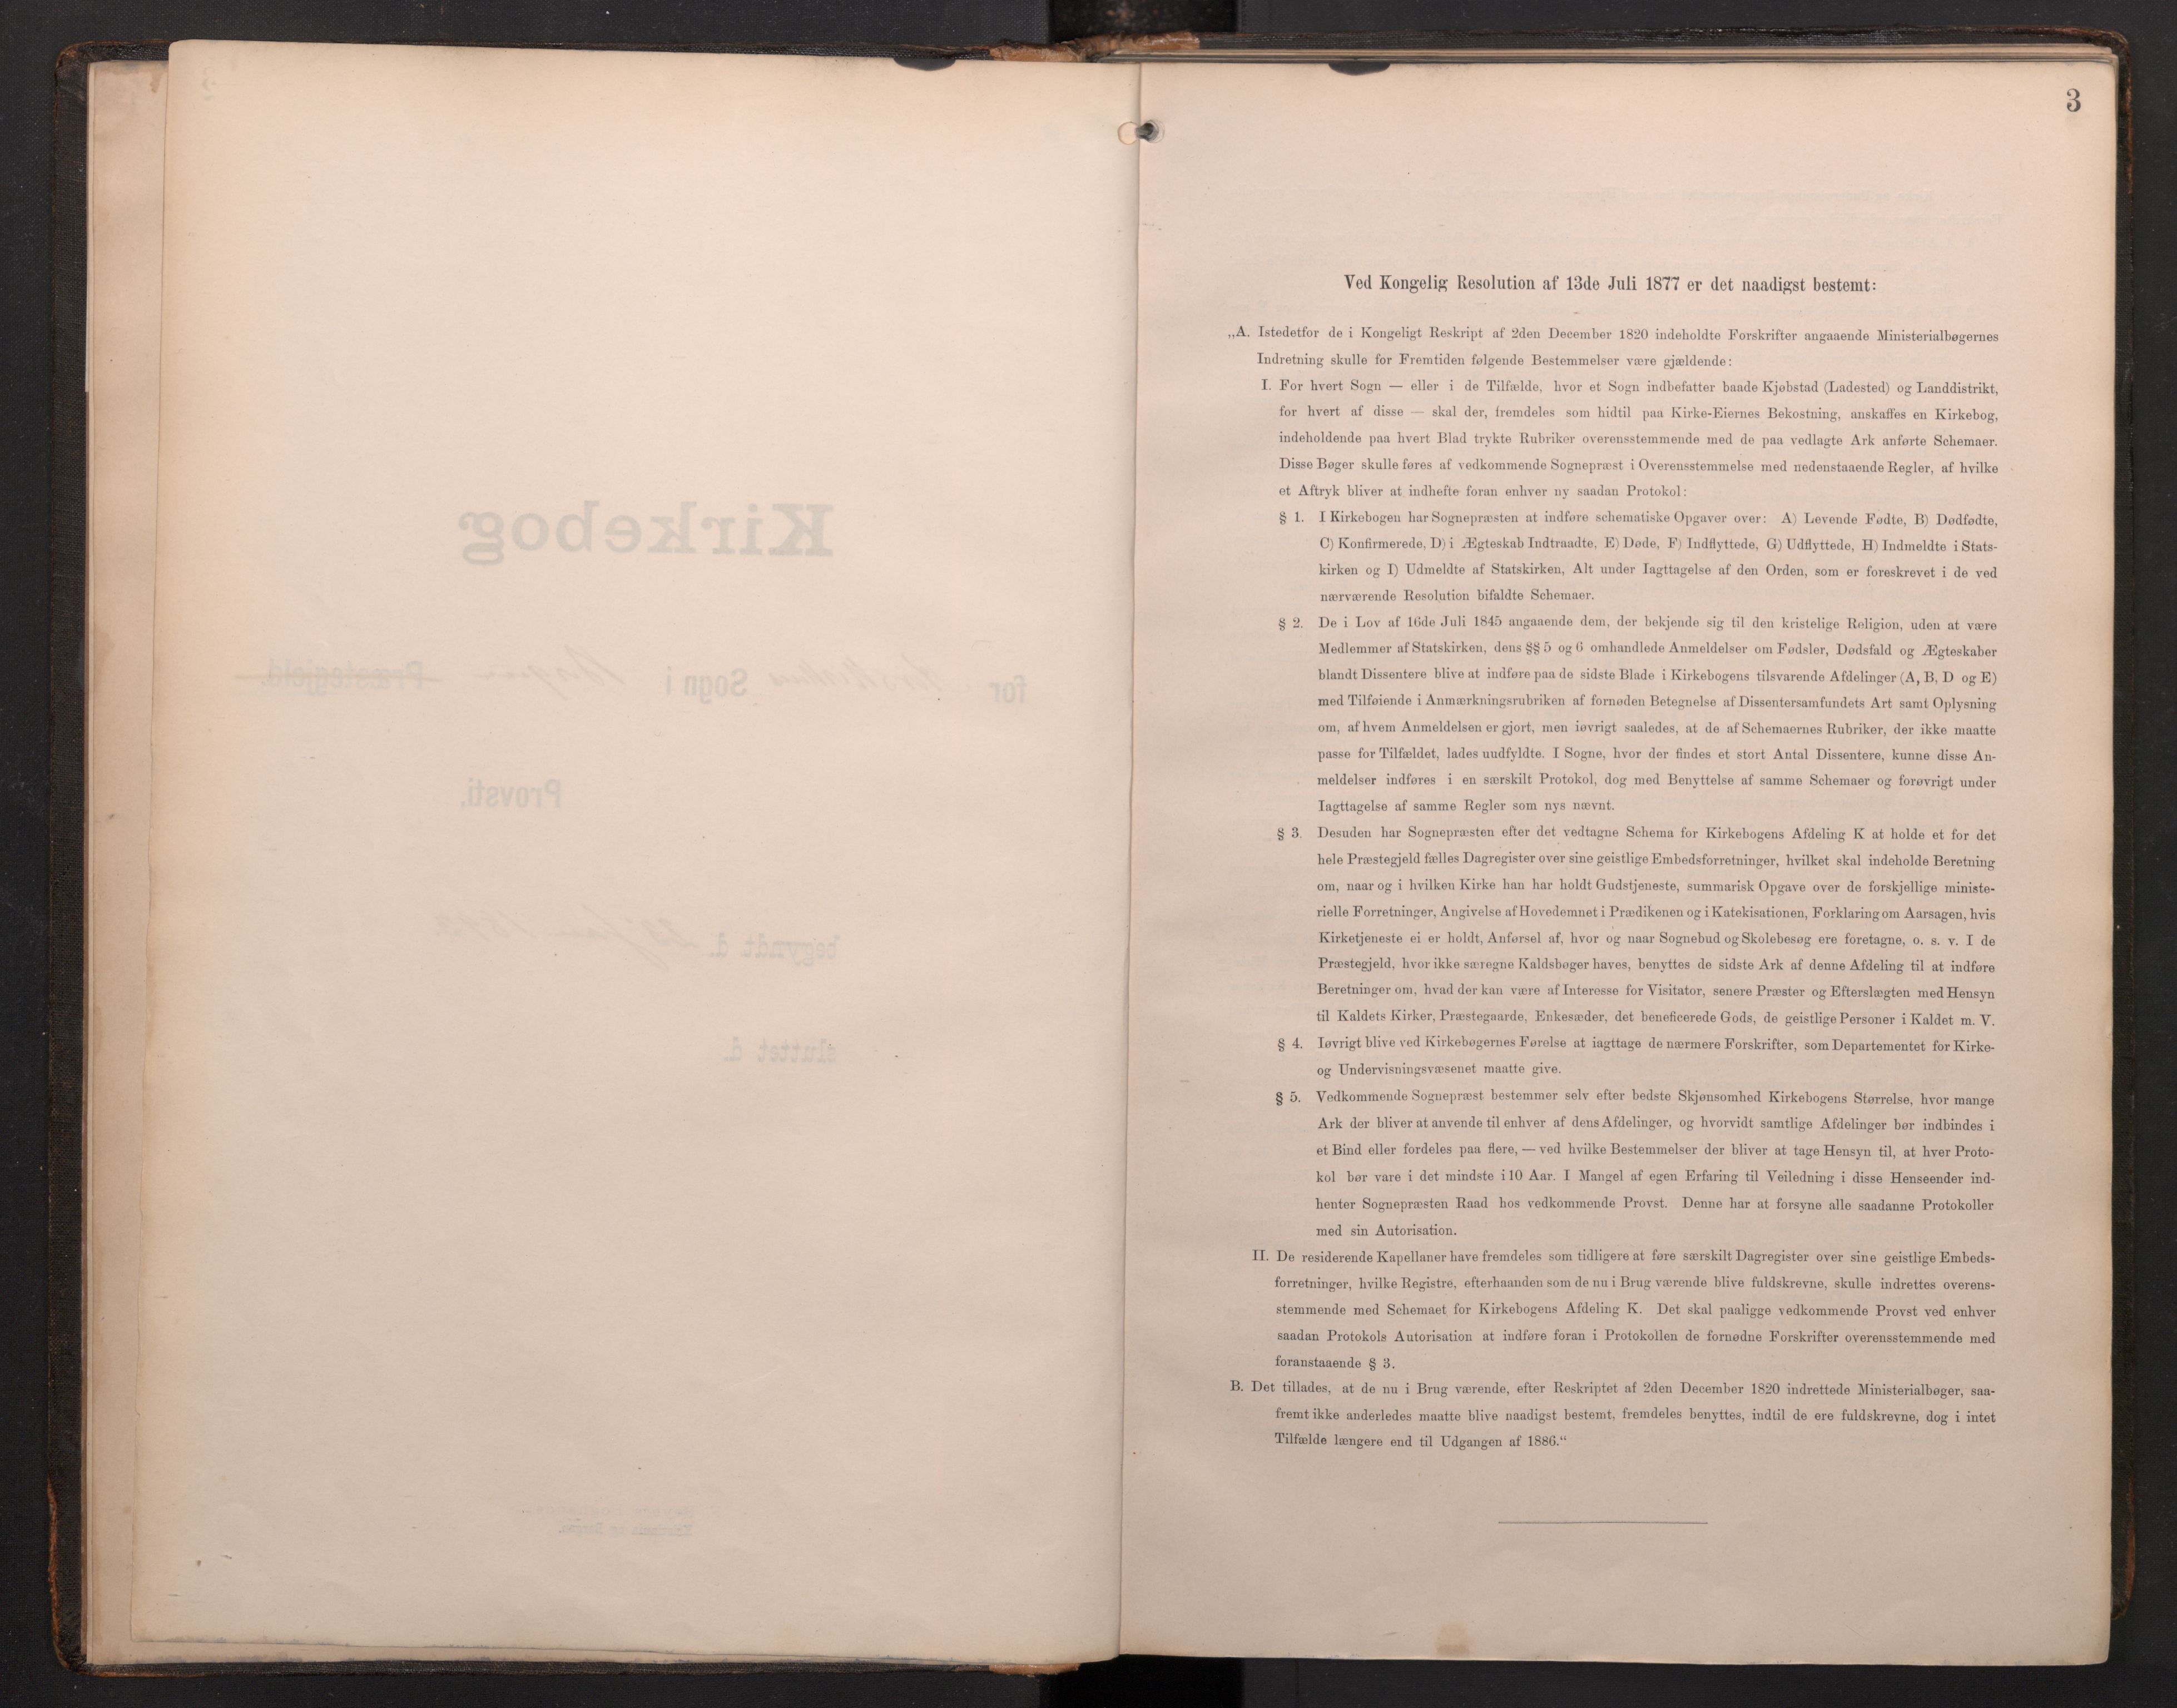 3
Ved Kongelig Resolution af 13de Juli 1877 er det naadigst bestemt:
„A. Istedetfor de i Kongeligt Reskript af 2den December 1820 indeholdte Forskrifter angaaende Ministerialbøgernes
Indretning skulle for Fremtiden følgende Bestemmelser være gjældende:
I. For hvert Sogn — eller i de Tilfælde, hvor et Sogn indbefatter baade Kjøbstad (Ladested) og Landdistrikt,
for hvert af disse — skal der, fremdeles som hidtil paa Kirke-Eiernes Bekostning, anskaffes en Kirkebog,
indeholdende paa hvert Blad trykte Rubriker overensstemmende med de paa vedlagte Ark anførte Schemaer.
Disse Bøger skulle føres af vedkommende Sognepræst i Overensstemmelse med nedenstaaende Regler, af hvilke
et Aftryk bliver at indhefte foran enhver ny saadan Protokol:
§ 1. I Kirkebogen har Sognepræsten at indføre schematiske Opgaver over: A) Levende Fødte, B) Dødfødte,
C) Konfirmerede, D) i Ægteskab Indtraadte, E) Døde, F) Indflyttede, G) Udflyttede, H) Indmeldte i Stats-
kirken og I) Udmeldte af Statskirken, Alt under Iagttagelse af den Orden, som er foreskrevet i de ved
nærværende Resolution bifaldte Schemaer.
§ 2. De i Lov af 16de Juli 1845 angaaende dem, der bekjende sig til den kristelige Religion, uden at være
Medlemmer af Statskirken, dens §§ 5 og 6 omhandlede Anmeldelser om Fødsler, Dødsfald og Ægteskaber
blandt Dissentere blive at indføre paa de sidste Blade i Kirkebogens tilsvarende Afdelinger (A, B, D og E)
med Tilføiende i Anmærkningsrubriken af fornøden Betegnelse af Dissentersamfundets Art samt Oplysning
om, af hvem Anmeldelsen er gjort, men iøvrigt saaledes, at de af Schemaernes Rubriker, der ikke maatte
passe for Tilfældet, lades uudfyldte. I Sogne, hvor der findes et stort Antal Dissentere, kunne disse An-
meldelser indføres i en særskilt Protokol, dog med Benyttelse af samme Schemaer og forøvrigt under
Iagttagelse af samme Regler som nys nævnt.
§ 3. Desuden har Sognepræsten efter det vedtagne Schema for Kirkebogens Afdeling K at holde et for det
hele Præstegjeld fælles Dagregister over sine geistlige Embedsforretninger, hvilket skal indeholde Beretning
om, naar og i hvilken Kirke han har holdt Gudstjeneste, summarisk Opgave over de forskjellige ministe-
rielle Forretninger, Angivelse af Hovedemnet i Prædikenen og i Katekisationen, Forklaring om Aarsagen, hvis
Kirketjeneste ei er holdt, Anførsel af, hvor og naar Sognebud og Skolebesøg ere foretagne, o. s. v. I de
Præstegjeld, hvor ikke særegne Kaldsbøger haves, benyttes de sidste Ark af denne Afdeling til at indføre
Beretninger om, hvad der kan være af Interesse for Visitator, senere Præster og Efterslægten med Hensyn
til Kaldets Kirker, Præstegaarde, Enkesæder, det beneficerede Gods, de geistlige Personer i Kaldet m. V.
§ 4. Iøvrigt blive ved Kirkebøgernes Førelse at iagttage de nærmere Forskrifter, som Departementet for Kirke-
og Undervisningsvæsenet maatte give.
§ 5. Vedkommende Sognepræst bestemmer selv efter bedste Skjønsomhed Kirkebogens Størrelse, hvor mange
Ark der bliver at anvende til enhver af dens Afdelinger, og hvorvidt samtlige Afdelinger bør indbindes i
et Bind eller fordeles paa flere, — ved hvilke Bestemmelser der bliver at tage Hensyn til, at hver Proto-
kol bør vare i det mindste i 10 Aar. I Mangel af egen Erfaring til Veiledning i disse Henseender ind-
henter Sognepræsten Raad hos vedkommende Provst. Denne har at forsyne alle saadanne Protokoller
med sin Autorisation.
II. De residerende Kapellaner have fremdeles som tidligere at føre særskilt Dagregister over sine geistlige Embeds-
forretninger, hvilke Registre, efterhaanden som de nu i Brug værende blive fuldskrevne, skulle indrettes overens-
stemmende med Schemaet for Kirkebogens Afdeling K. Det skal paaligge vedkommende Provst ved enhver
saadan Protokols Autorisation at indføre foran i Protokollen de fornødne Forskrifter overensstemmende med
foranstaaende § 3.
B. Det tillades, at de nu i Brug værende, efter Reskriptet af 2den December 1820 indrettede Ministerialbøger, saa-
fremt ikke anderledes maatte blive naadigst bestemt, fremdeles benyttes, indtil de ere fuldskrevne, dog i intet
Tilfælde længere end til Udgangen af 1886.“